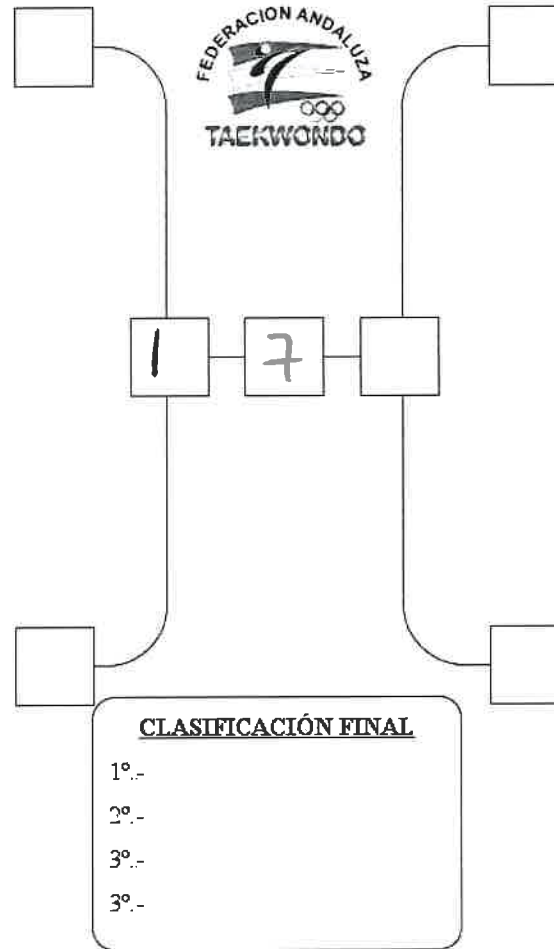 FEDERACION ANDALUZA
TAEKWONDO
1 7
CLASIFICACIÓN FINAL
1º.-
2º.-
3º.-
3º.-